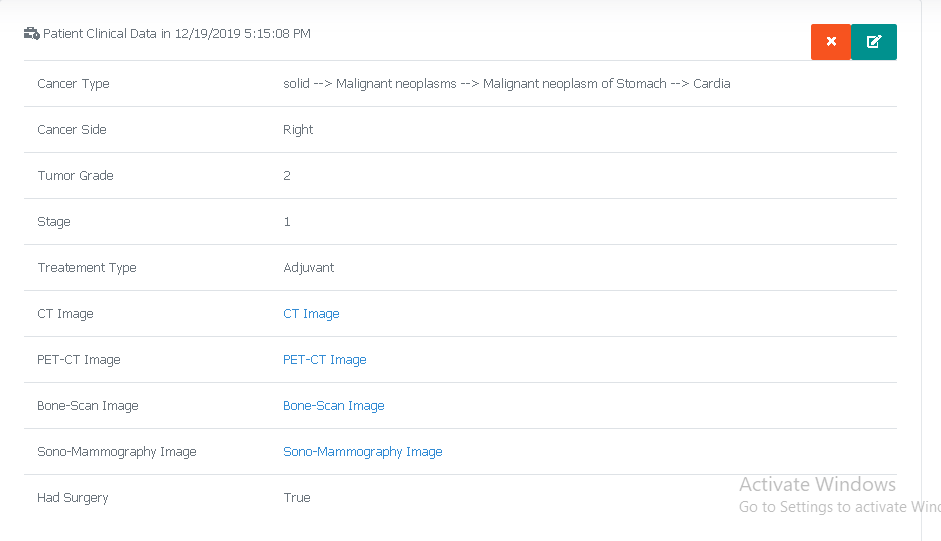 Patient Clinical Data in 12/19/2019 5:15:08 PM
Cancer Type solid --> Malignant neoplasms --> Malignant neoplasm of Stomach --> Cardia
Cancer Side Right
Tumor Grade 2
Stage 1
Treatement Type Adjuvant
CT Image CT Image
PET-CT Image PET-CT Image
Bone-Scan Image Bone-Scan Image
Sono-Mammography Image Sono-Mammography Image
Had Surgery True
Activate Windows
Go to Settings to activate Wind